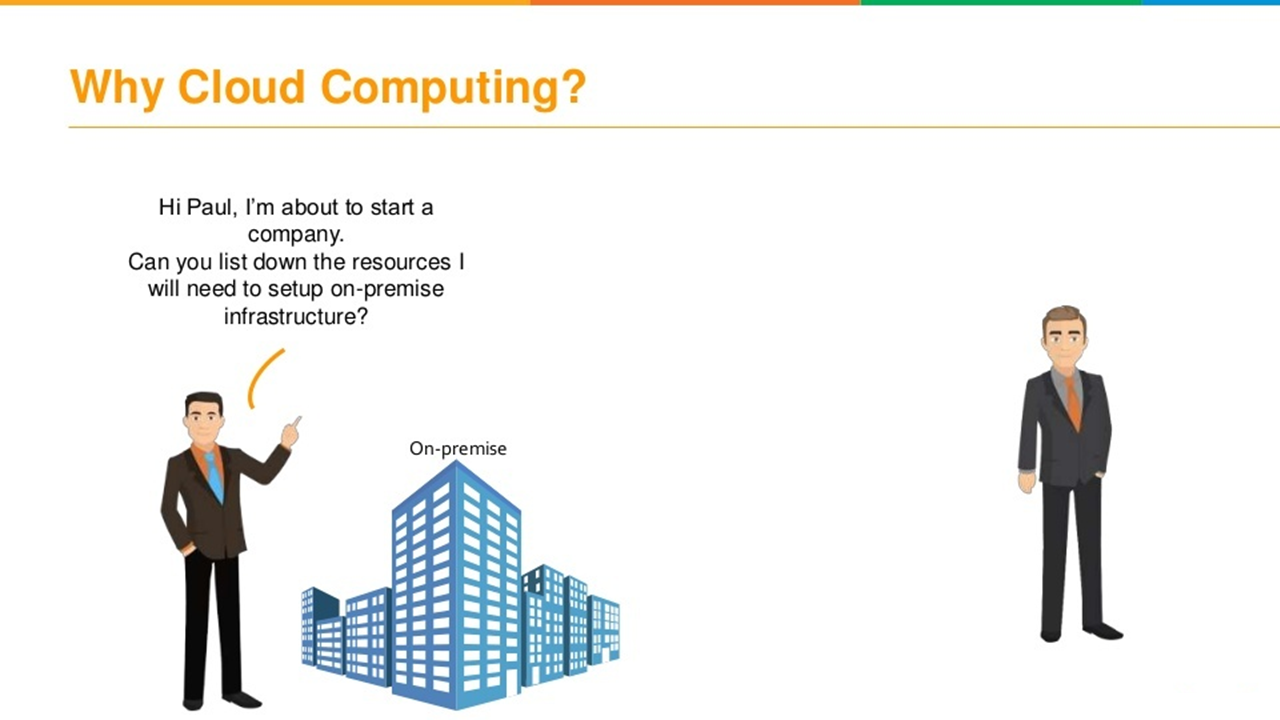 Why Cloud Computing?
Hi Paul, I’m about to start a
company.
Can you list down the resources I
will need to setup on-premise
infrastructure?
On-premise